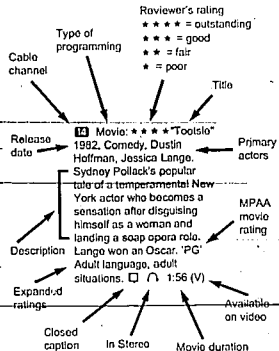 Reviewer's rating
★ ★ ★ ★ = outstanding
★ ★ ★ = good
★ ★ = fair
★ = poor
Type of
programming
Cable
channel
Title
14 Movie: ★ ★ ★ ★ "Tootsie"
Release
date
1982, Comedy, Dustin
Hoffman, Jessica Lange.
Primary
actors
Sydney Pollack's popular
tale of a temperamental New
York actor who becomes a
sensation after disguising
himself as a woman and
landing a soap opera role.
Lange won an Oscar. 'PG'
Adult language, adult
situations. 1:56 (V)
MPAA
movie
rating
Description
Expanded
ratings
Available
on video
Closed
caption
In Stereo
Movie duration